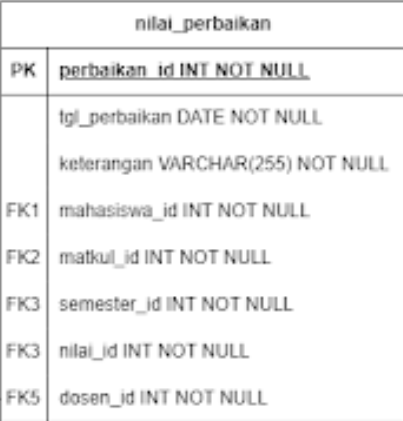 nilai_perbaikan
PK perbaikan_id INT NOT NULL
tgl_perbaikan DATE NOT NULL
keterangan VARCHAR(255) NOT NULL
FK1 mahasiswa_id INT NOT NULL
FK2 matkul_id INT NOT NULL
FK3 semester_id INT NOT NULL
FK3 nilai_id INT NOT NULL
FK5 dosen_id INT NOT NULL